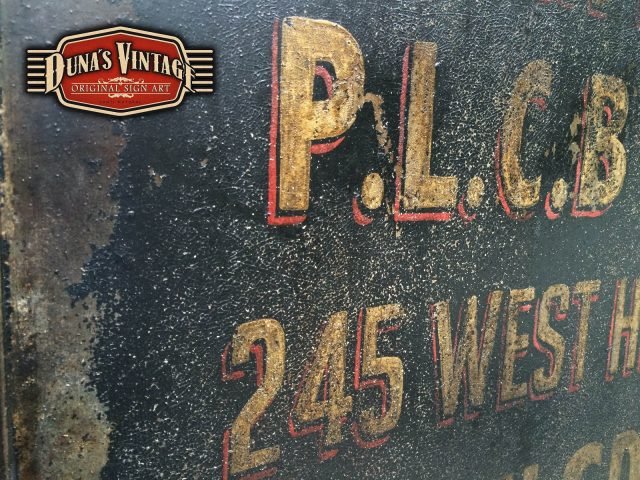 DUNA'S VINTAGE
ORIGINAL SIGN ART
P.L.C.B
245 WEST H